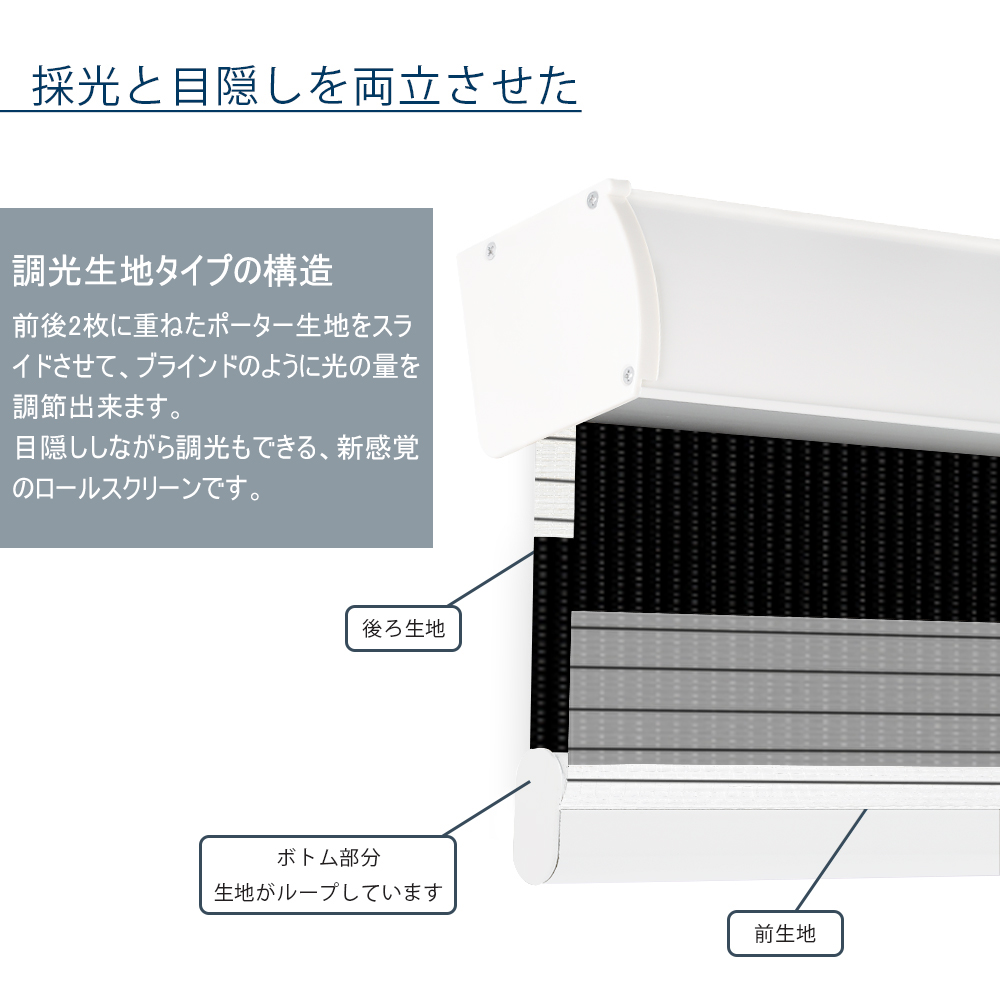 採光と目隠しを両立させた
調光生地タイプの構造
前後2枚に重ねたポーター生地をスラ
イドさせて、ブラインドのように光の量を
調節出来ます。
目隠ししながら調光もできる、新感覚
のロールスクリーンです。
後ろ生地
ボトム部分
生地がループしています
前生地